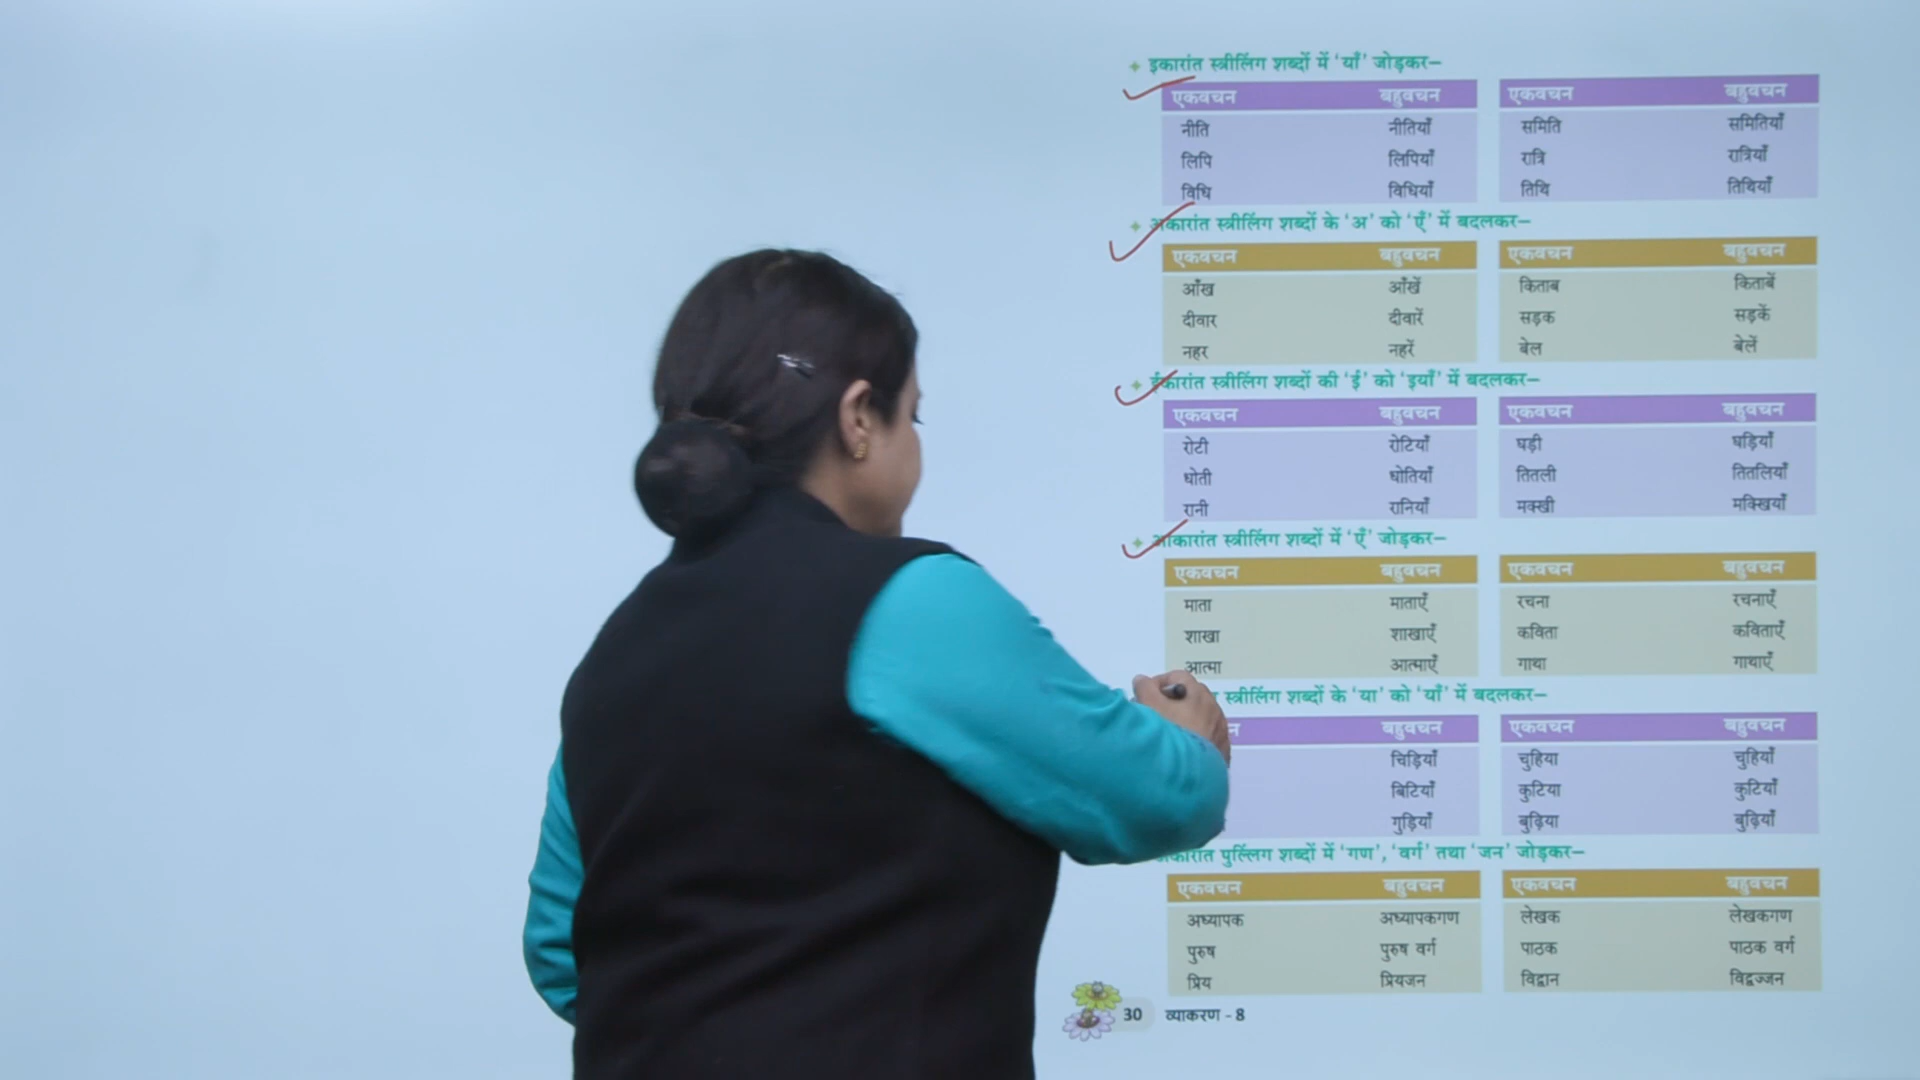 इकारांत स्त्रीलिंग शब्दों में ‘याँ’ जोड़कर–
एकवचन बहुवचन एकवचन बहुवचन
नीति नीतियाँ समिति समितियाँ
लिपि लिपियाँ रात्रि रात्रियाँ
विधि विधियाँ तिथि तिथियाँ
अकारांत स्त्रीलिंग शब्दों के ‘अ’ को ‘एँ’ में बदलकर–
एकवचन बहुवचन एकवचन बहुवचन
आँख आँखें किताब किताबें
दीवार दीवारें सड़क सड़कें
नहर नहरें बेल बेलें
ईकारांत स्त्रीलिंग शब्दों की ‘ई’ को ‘इयाँ’ में बदलकर–
एकवचन बहुवचन एकवचन बहुवचन
रोटी रोटियाँ घड़ी घड़ियाँ
धोती धोतियाँ तितली तितलियाँ
रानी रानियाँ मक्खी मक्खियाँ
आकारांत स्त्रीलिंग शब्दों में ‘एँ’ जोड़कर–
एकवचन बहुवचन एकवचन बहुवचन
माता माताएँ रचना रचनाएँ
शाखा शाखाएँ कविता कविताएँ
आत्मा आत्माएँ गाथा गाथाएँ
स्त्रीलिंग शब्दों के ‘या’ को ‘याँ’ में बदलकर–
बहुवचन एकवचन बहुवचन
चिड़ियाँ चुहिया चुहियाँ
बिटियाँ कुटिया कुटियाँ
गुड़ियाँ बुढ़िया बुढ़ियाँ
अकारांत पुल्लिंग शब्दों में ‘गण’, ‘वर्ग’ तथा ‘जन’ जोड़कर–
एकवचन बहुवचन एकवचन बहुवचन
अध्यापक अध्यापकगण लेखक लेखकगण
पुरुष पुरुष वर्ग पाठक पाठक वर्ग
प्रिय प्रियजन विद्वान विद्वज्जन
30 व्याकरण - 8